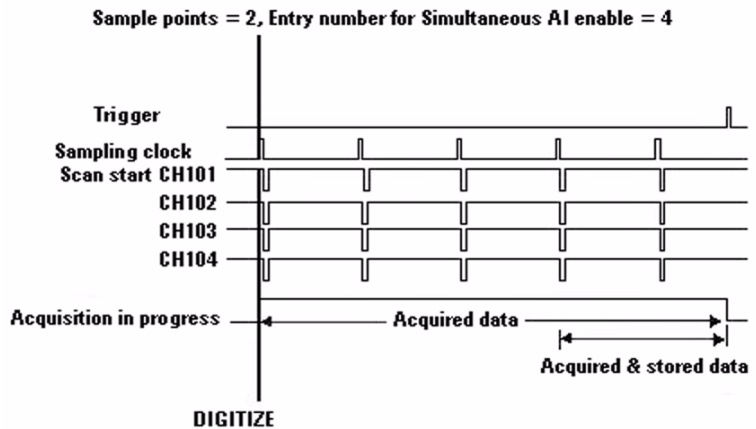 Sample points = 2, Entry number for Simultaneous AI enable = 4
Trigger
Sampling clock
Scan start CH101
CH102
CH103
CH104
Acquisition in progress
Acquired data
Acquired & stored data
DIGITIZE